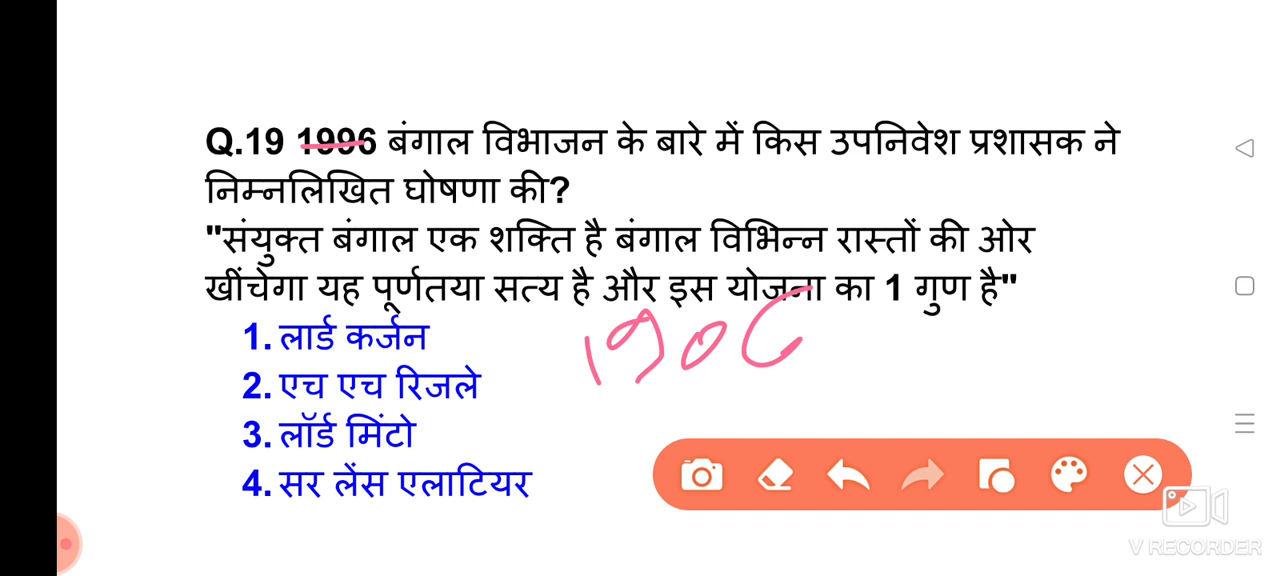 Q.19 1996 बंगाल विभाजन के बारे में किस उपनिवेश प्रशासक ने
निम्नलिखित घोषणा की?
"संयुक्त बंगाल एक शक्ति है बंगाल विभिन्न रास्तों की ओर
खींचेगा यह पूर्णतया सत्य है और इस योजना का 1 गुण है"
1. लार्ड कर्जन
1906
2. एच एच रिजले
3. लॉर्ड मिंटो
4. सर लेंस एलाटियर
V RECORDER